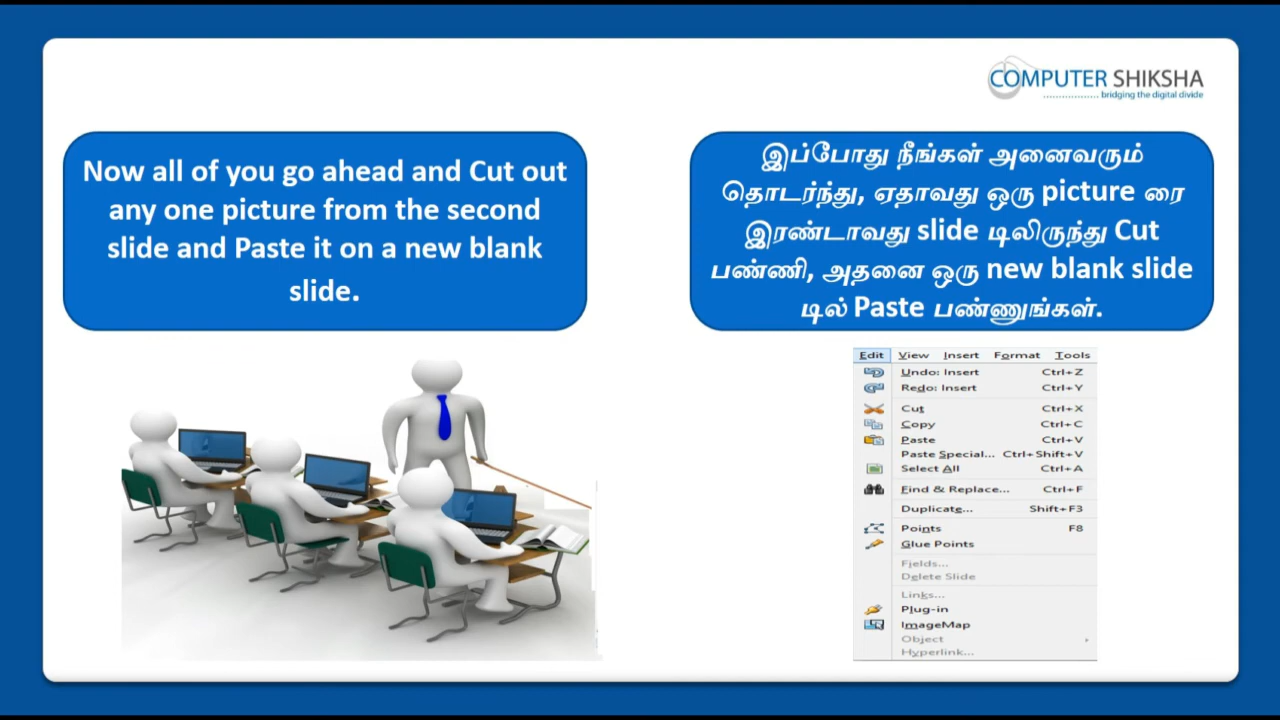 COMPUTER SHIKSHA
bridging the digital divide
Now all of you go ahead and Cut out
any one picture from the second
slide and Paste it on a new blank
slide.
இப்போது நீங்கள் அனைவரும்
தொடர்ந்து, ஏதாவது ஒரு picture ரை
இரண்டாவது slide டிலிருந்து Cut
பண்ணி, அதனை ஒரு new blank slide
டில் Paste பண்ணுங்கள்.
Edit View Insert Format Tools
Undo: Insert Ctrl+Z
Redo: Insert Ctrl+Y
Cut Ctrl+X
Copy Ctrl+C
Paste Ctrl+V
Paste Special... Ctrl+Shift+V
Select All Ctrl+A
Find & Replace... Ctrl+F
Duplicate... Shift+F3
Points F8
Glue Points
Fields...
Delete Slide
Links...
Plug-in
ImageMap
Object
Hyperlink...